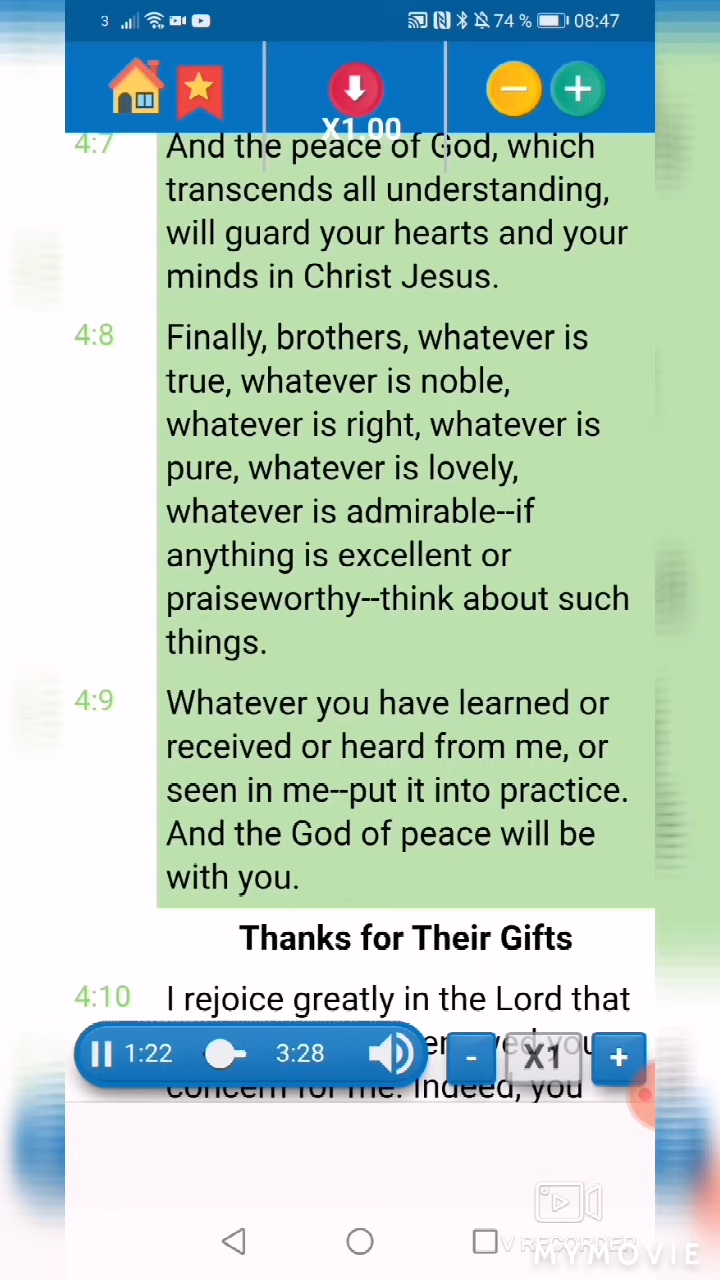 3 74 % 08:47
X1.00
4:7 And the peace of God, which
transcends all understanding,
will guard your hearts and your
minds in Christ Jesus.
4:8 Finally, brothers, whatever is
true, whatever is noble,
whatever is right, whatever is
pure, whatever is lovely,
whatever is admirable--if
anything is excellent or
praiseworthy--think about such
things.
4:9 Whatever you have learned or
received or heard from me, or
seen in me--put it into practice.
And the God of peace will be
with you.
Thanks for Their Gifts
4:10 I rejoice greatly in the Lord that
1:22 3:28 - X1 +
concern for me. Indeed, you
V RECORDER
MYMOVIE